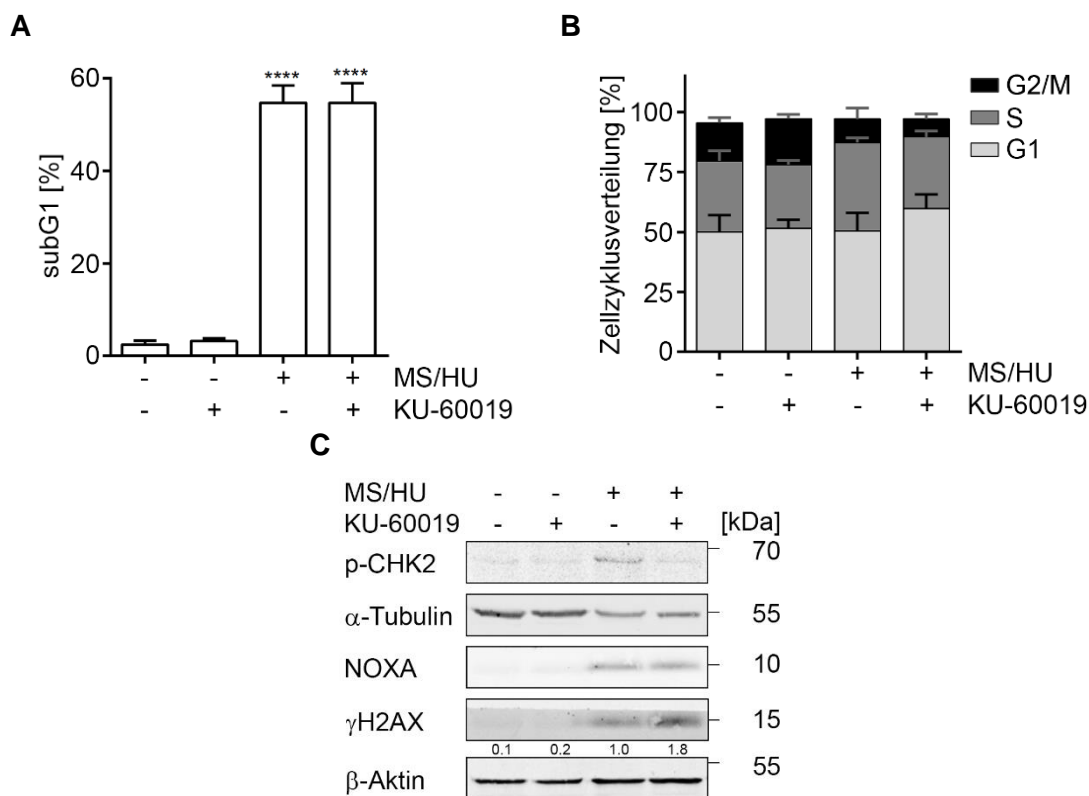 A
subG1 [%]
60
40
20
0
**** ****
- - + + MS/HU
- + - + KU-60019
B
Zellzyklusverteilung [%]
100
75
50
25
0
G2/M
S
G1
- - + + MS/HU
- + - + KU-60019
C
MS/HU - - + +
KU-60019 - + - + [kDa]
p-CHK2 70
α-Tubulin 55
NOXA 10
γH2AX 15
0.1 0.2 1.0 1.8
β-Aktin 55